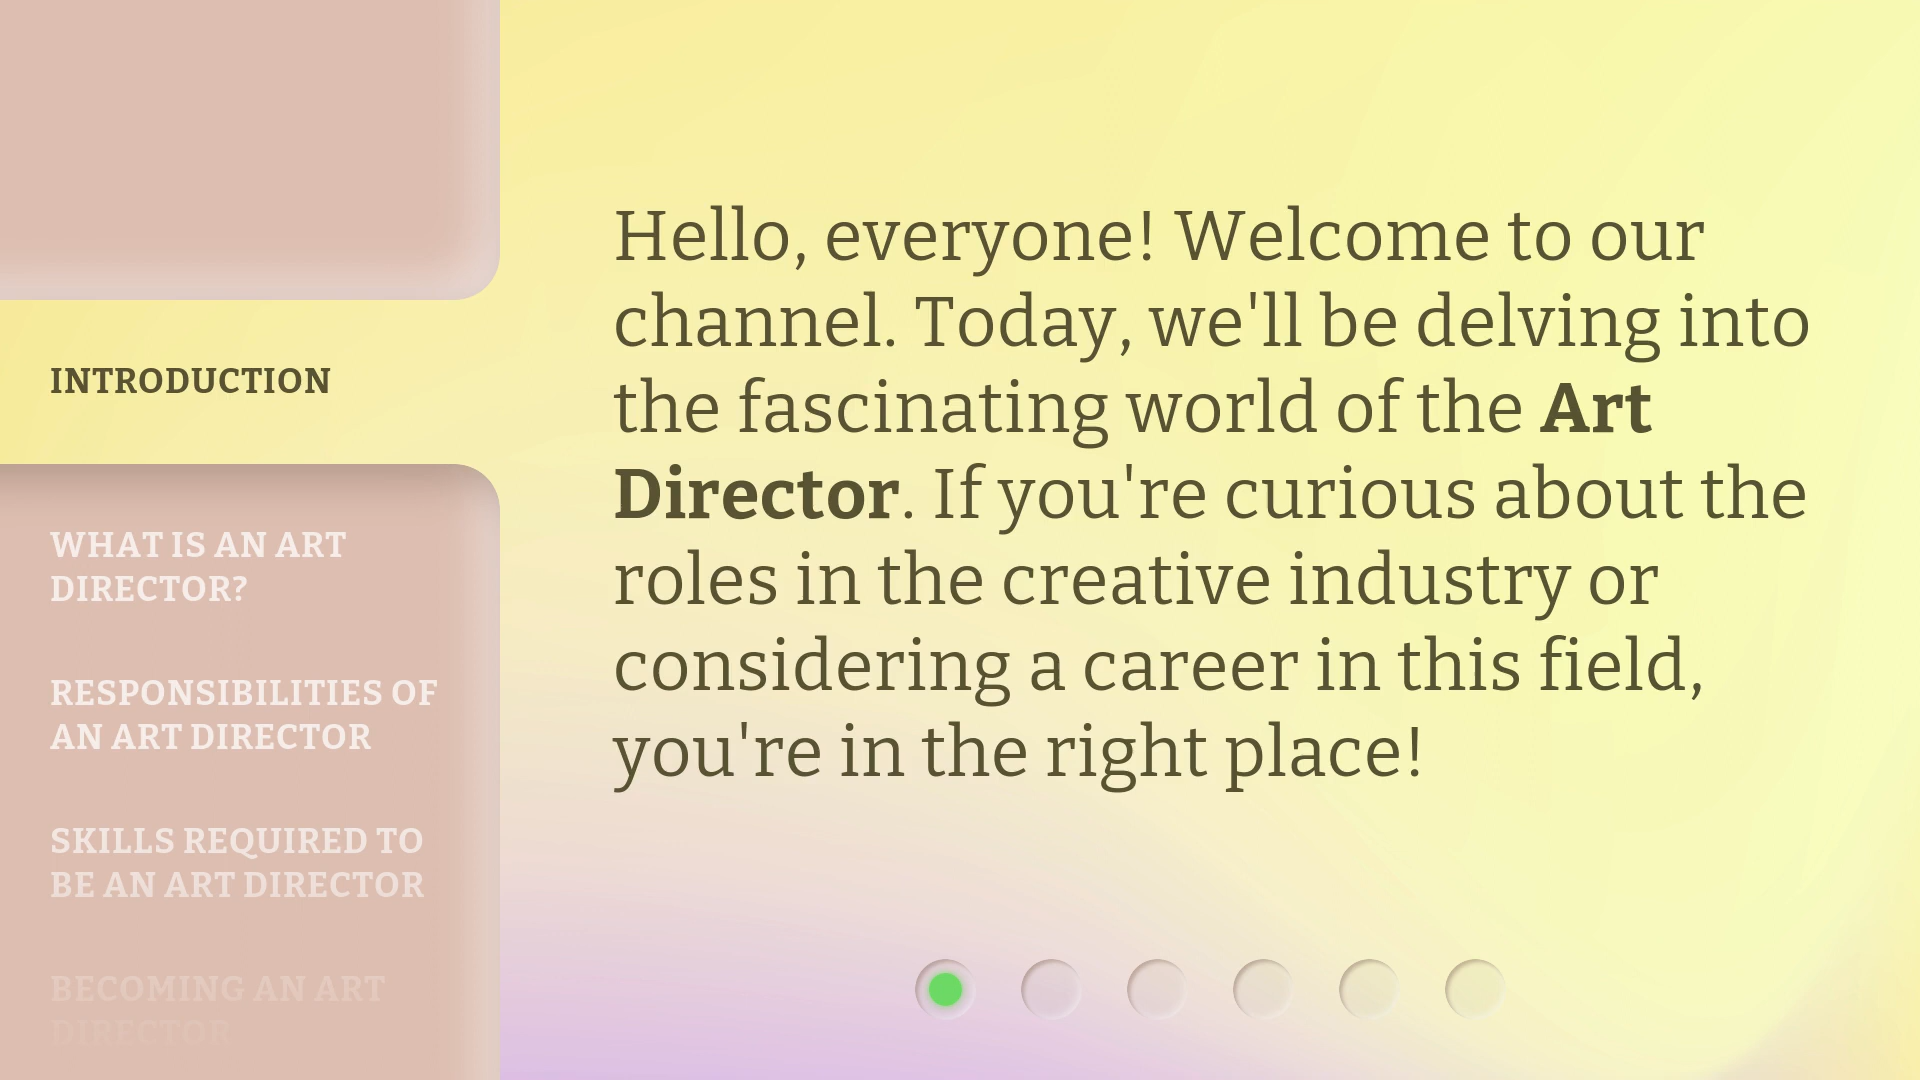 INTRODUCTION
WHAT IS AN ART
DIRECTOR?
RESPONSIBILITIES OF
AN ART DIRECTOR
SKILLS REQUIRED TO
BE AN ART DIRECTOR
BECOMING AN ART
DIRECTOR
Hello, everyone! Welcome to our
channel. Today, we'll be delving into
the fascinating world of the Art
Director. If you're curious about the
roles in the creative industry or
considering a career in this field,
you're in the right place!